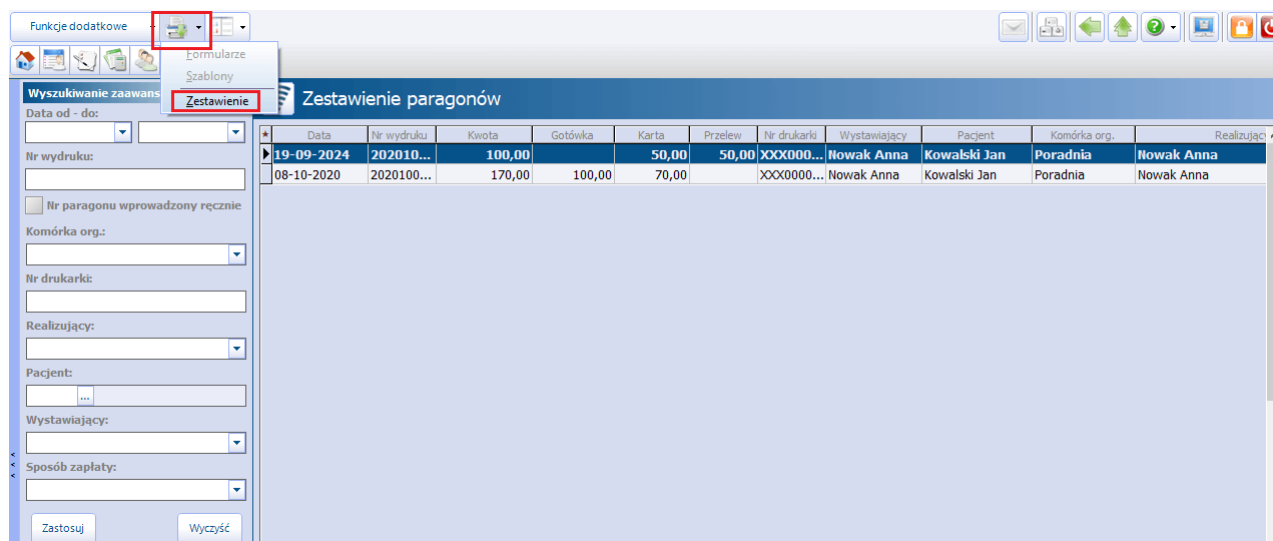 Funkcje dodatkowe
Formularze
Szablony
Zestawienie
Wyszukiwanie zaawans
Data od - do:
Nr wydruku:
Nr paragonu wprowadzony ręcznie
Komórka org.:
Nr drukarki:
Realizujący:
Pacjent:
...
Wystawiający:
Sposób zapłaty:
Zastosuj Wyczyść
Zestawienie paragonów
* Data Nr wydruku Kwota Gotówka Karta Przelew Nr drukarki Wystawiający Pacjent Komórka org. Realizując
19-09-2024 202010... 100,00 50,00 50,00 XXX000... Nowak Anna Kowalski Jan Poradnia Nowak Anna
08-10-2020 2020100... 170,00 100,00 70,00 XXX0000... Nowak Anna Kowalski Jan Poradnia Nowak Anna